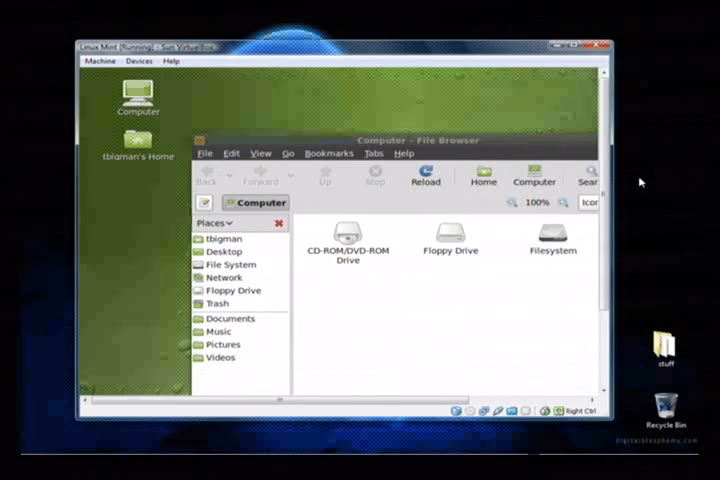 Linux Mint [Running] - Sun VirtualBox
Machine Devices Help
Computer
tbigman's Home
Computer - File Browser
File Edit View Go Bookmarks Tabs Help
Back Forward Up Stop Reload Home Computer Sear
Computer 100% Icon
Places
tbigman
Desktop
File System
Network
Floppy Drive
Trash
Documents
Music
Pictures
Videos
CD-ROM/DVD-ROM
Drive
Floppy Drive
Filesystem
Right Ctrl
stuff
Recycle Bin
digitalblasphemy.com